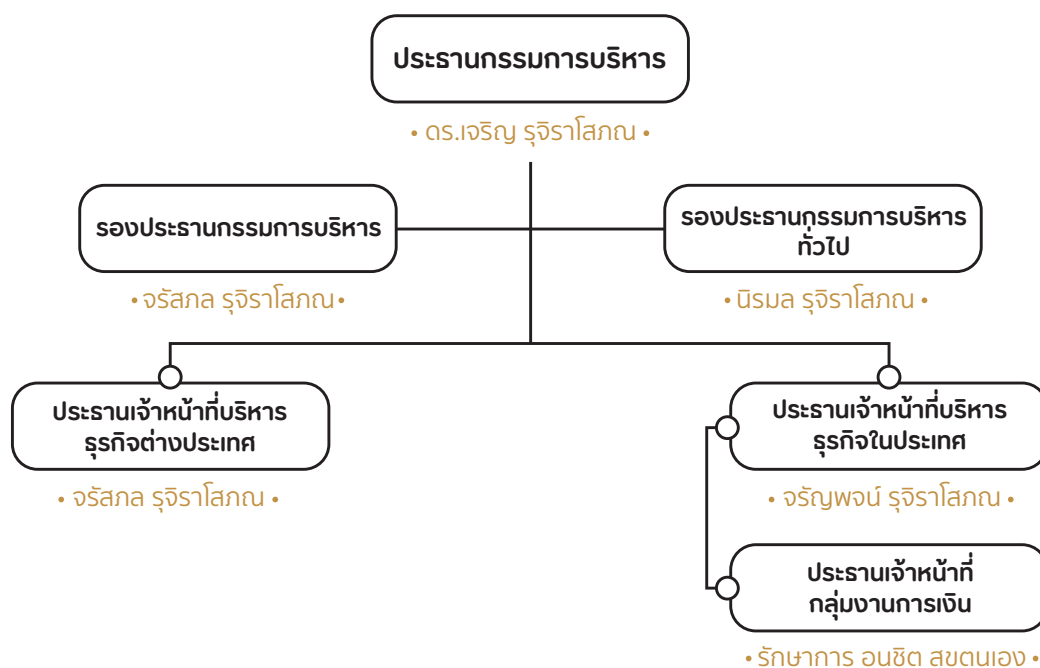 ประธานกรรมการบริหาร
• ดร.เจริญ รุจิราโสภณ •
รองประธานกรรมการบริหาร
• จรัสภล รุจิราโสภณ •
รองประธานกรรมการบริหาร
ทั่วไป
• นิรมล รุจิราโสภณ •
ประธานเจ้าหน้าที่บริหาร
ธุรกิจต่างประเทศ
• จรัสภล รุจิราโสภณ •
ประธานเจ้าหน้าที่บริหาร
ธุรกิจในประเทศ
• จรัญพจน์ รุจิราโสภณ •
ประธานเจ้าหน้าที่
กลุ่มงานการเงิน
• รักษาการ อนุชิต สุขตนเอง •